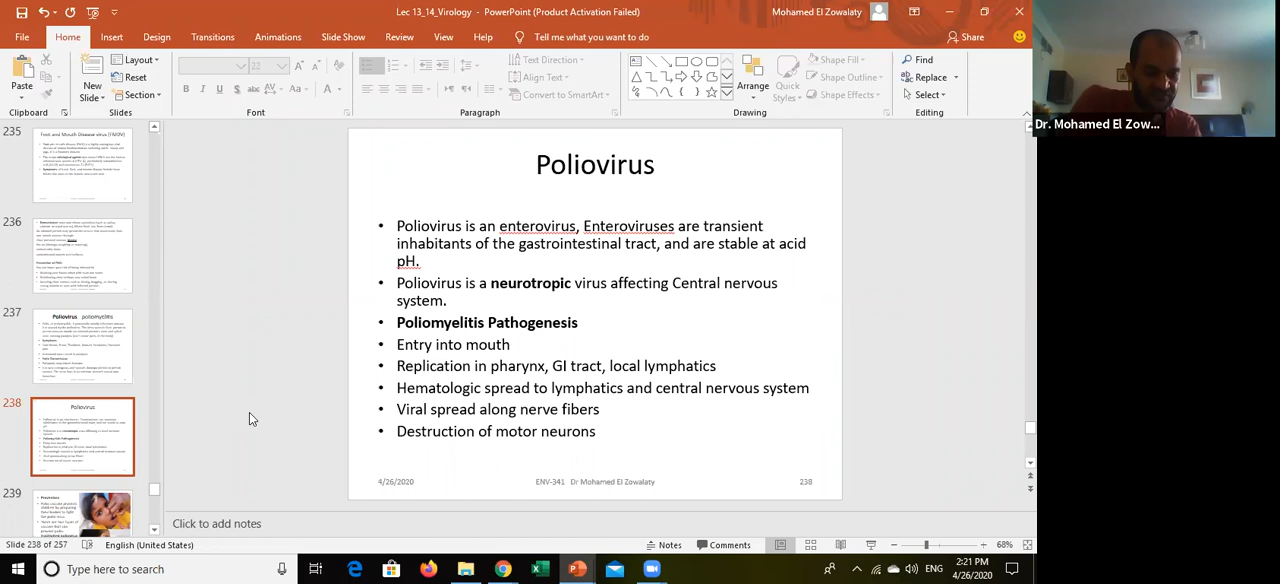 Lec 13_14_Virology - PowerPoint (Product Activation Failed)
Mohamed El Zowalaty
File Home Insert Design Transitions Animations Slide Show Review View Help Tell me what you want to do Share
Paste
Clipboard
New Slide
Layout
Reset
Section
Slides
22
B I U S abc AV Aa A
Font
Paragraph
Text Direction
Align Text
Convert to SmartArt
Arrange
Quick Styles
Shape Fill
Shape Outline
Shape Effects
Drawing
Find
Replace
Select
Editing
Dr. Mohamed El Zow...
235
Foot and Mouth Disease virus (FMDV)
236
237
Poliovirus poliomyelitis
238
Poliovirus
239
Poliovirus
• Poliovirus is an enterovirus, Enteroviruses are transient
inhabitants of the gastrointestinal tract, and are stable at acid
pH.
• Poliovirus is a neurotopic virus affecting Central nervous
system.
• Poliomyelitis Pathogenesis
• Entry into mouth
• Replication in pharynx, GI tract, local lymphatics
• Hematologic spread to lymphatics and central nervous system
• Viral spread along nerve fibers
• Destruction of motor neurons
4/26/2020 ENV-341 Dr Mohamed El Zowalaty 238
Click to add notes
Slide 238 of 257 English (United States) Notes Comments 68%
Type here to search
ENG
2:21 PM
4/26/2020